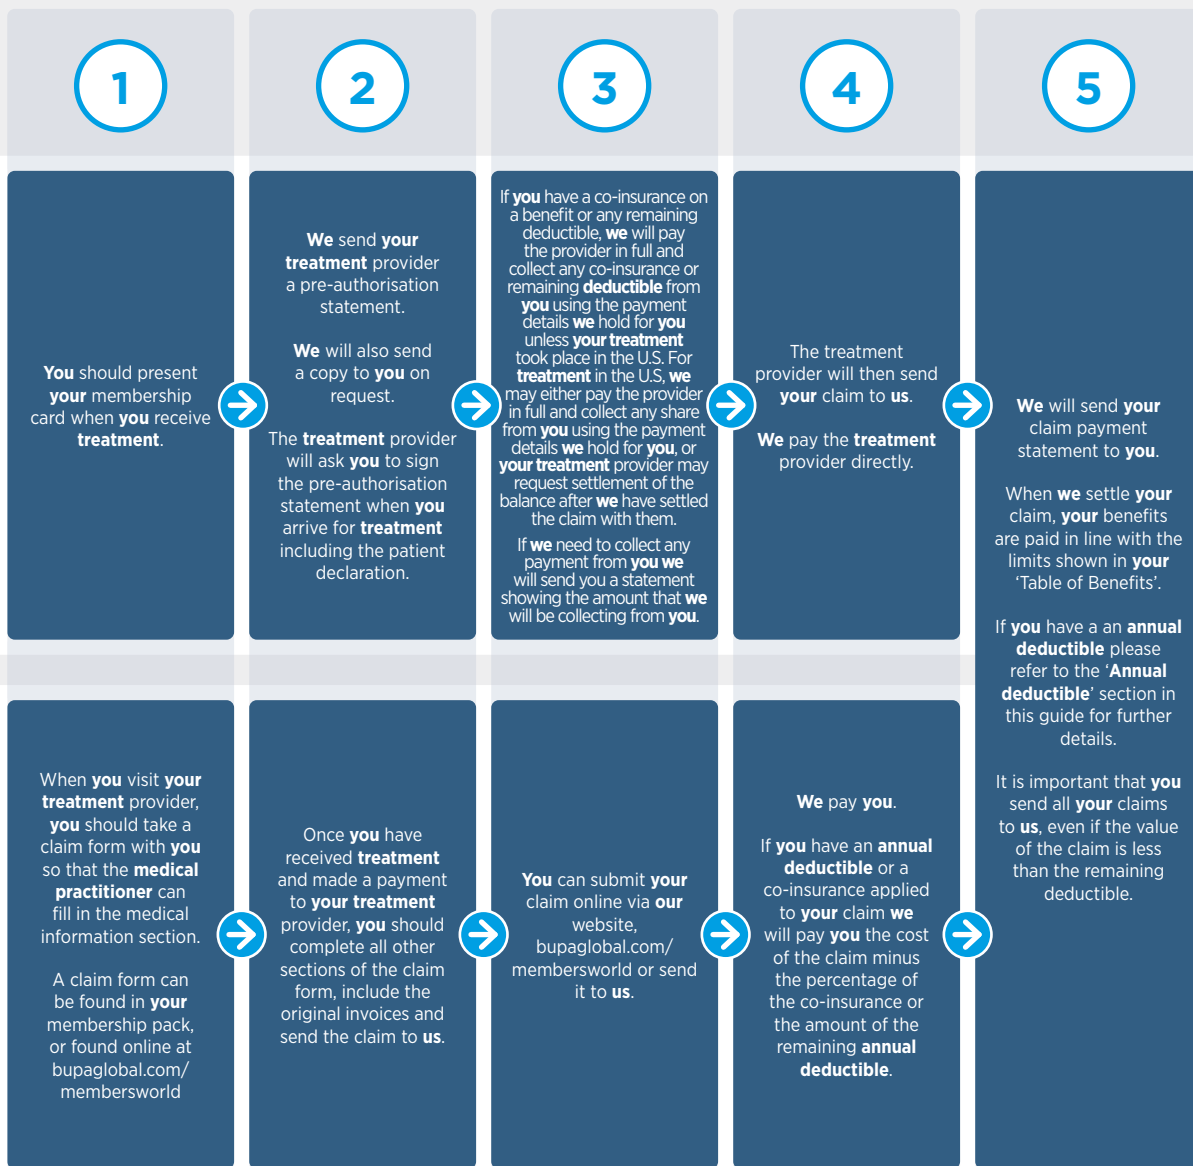 1
2
3
4
5
You should present
your membership
card when you receive
treatment.
We send your
treatment provider
a pre-authorisation
statement.
We will also send
a copy to you on
request.
The treatment provider
will ask you to sign
the pre-authorisation
statement when you
arrive for treatment
including the patient
declaration.
If you have a co-insurance on
a benefit or any remaining
deductible, we will pay
the provider in full and
collect any co-insurance or
remaining deductible from
you using the payment
details we hold for you
unless your treatment
took place in the U.S. For
treatment in the U.S, we
may either pay the provider
in full and collect any share
from you using the payment
details we hold for you, or
your treatment provider may
request settlement of the
balance after we have settled
the claim with them.
If we need to collect any
payment from you we
will send you a statement
showing the amount that we
will be collecting from you.
The treatment
provider will then send
your claim to us.
We pay the treatment
provider directly.
We will send your
claim payment
statement to you.
When we settle your
claim, your benefits
are paid in line with the
limits shown in your
‘Table of Benefits’.
If you have a an annual
deductible please
refer to the ‘Annual
deductible’ section in
this guide for further
details.
It is important that you
send all your claims
to us, even if the value
of the claim is less
than the remaining
deductible.
When you visit your
treatment provider,
you should take a
claim form with you
so that the medical
practitioner can
fill in the medical
information section.
A claim form can
be found in your
membership pack,
or found online at
bupaglobal.com/
membersworld
Once you have
received treatment
and made a payment
to your treatment
provider, you should
complete all other
sections of the claim
form, include the
original invoices and
send the claim to us.
You can submit your
claim online via our
website,
bupaglobal.com/
membersworld or send
it to us.
We pay you.
If you have an annual
deductible or a
co-insurance applied
to your claim we
will pay you the cost
of the claim minus
the percentage of
the co-insurance or
the amount of the
remaining annual
deductible.